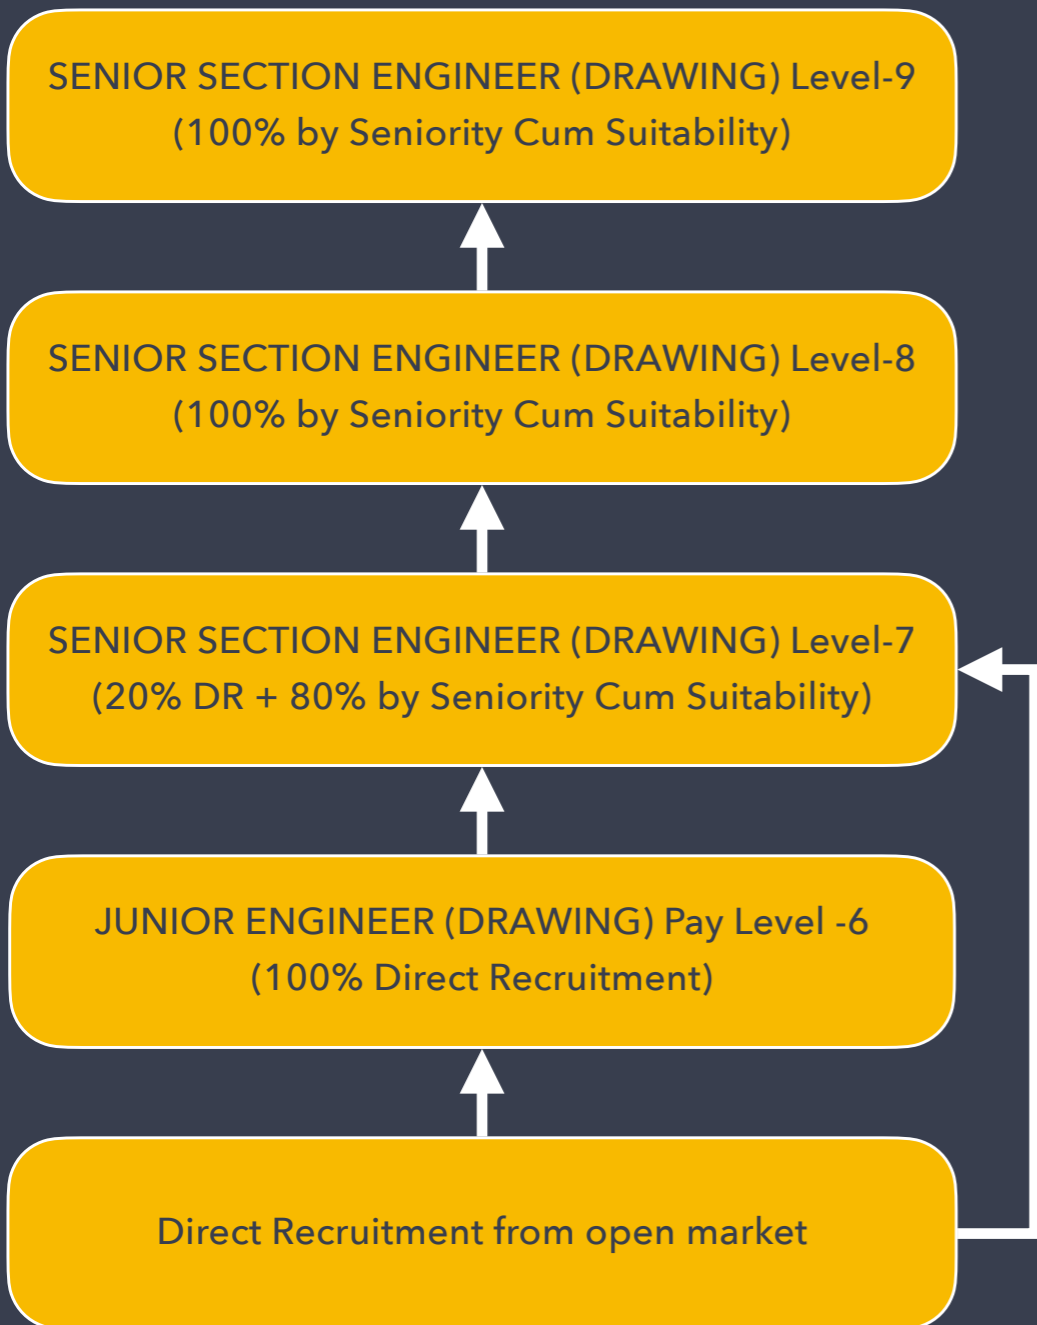 SENIOR SECTION ENGINEER (DRAWING) Level-9
(100% by Seniority Cum Suitability)
SENIOR SECTION ENGINEER (DRAWING) Level-8
(100% by Seniority Cum Suitability)
SENIOR SECTION ENGINEER (DRAWING) Level-7
(20% DR + 80% by Seniority Cum Suitability)
JUNIOR ENGINEER (DRAWING) Pay Level -6
(100% Direct Recruitment)
Direct Recruitment from open market